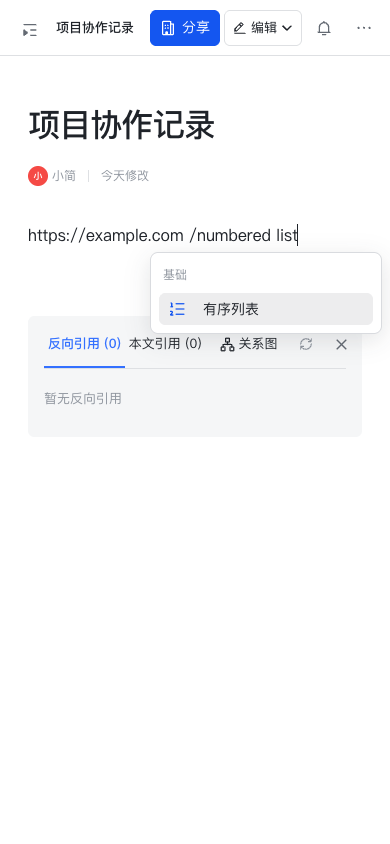 项目协作记录 分享 编辑
项目协作记录
小 小简 今天修改
https://example.com /numbered list
基础
有序列表
反向引用 (0) 本文引用 (0) 关系图
暂无反向引用